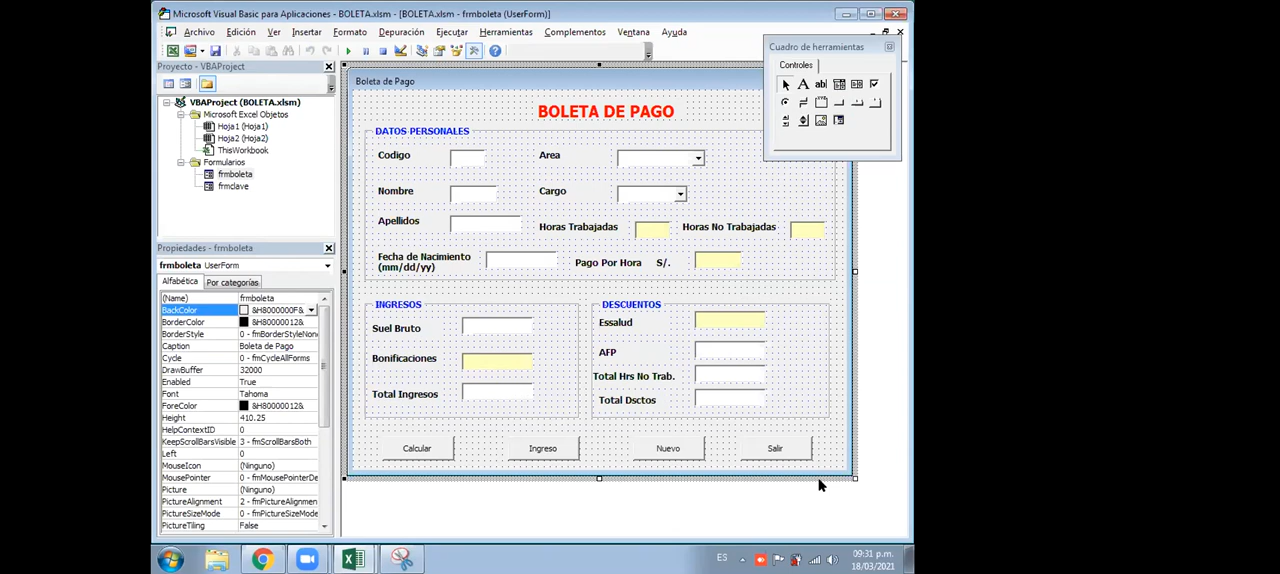 Microsoft Visual Basic para Aplicaciones - BOLETA.xlsm - [BOLETA.xlsm - frmboleta (UserForm)]
Archivo Edición Ver Insertar Formato Depuración Ejecutar Herramientas Complementos Ventana Ayuda
Proyecto - VBAProject
VBAProject (BOLETA.xlsm)
Microsoft Excel Objetos
Hoja1 (Hoja1)
Hoja2 (Hoja2)
ThisWorkbook
Formularios
frmboleta
frmclave
Propiedades - frmboleta
frmboleta UserForm
Alfabética Por categorías
(Name) frmboleta
BackColor &H8000000F&
BorderColor &H80000012&
BorderStyle 0 - fmBorderStyleNone
Caption Boleta de Pago
Cycle 0 - fmCycleAllForms
DrawBuffer 32000
Enabled True
Font Tahoma
ForeColor &H80000012&
Height 410.25
HelpContextID 0
KeepScrollBarsVisible 3 - fmScrollBarsBoth
Left 0
MouseIcon (Ninguno)
MousePointer 0 - fmMousePointerDe
Picture (Ninguno)
PictureAlignment 2 - fmPictureAlignmen
PictureSizeMode 0 - fmPictureSizeMod
PictureTiling False
Boleta de Pago
BOLETA DE PAGO
DATOS PERSONALES
Codigo Area
Nombre Cargo
Apellidos Horas Trabajadas Horas No Trabajadas
Fecha de Nacimiento
(mm/dd/yy)
Pago Por Hora S/.
INGRESOS
Suel Bruto
Bonificaciones
Total Ingresos
DESCUENTOS
Essalud
AFP
Total Hrs No Trab.
Total Dsctos
Calcular Ingreso Nuevo Salir
Cuadro de herramientas
Controles
A ab|
ES
09:31 p.m.
18/03/2021